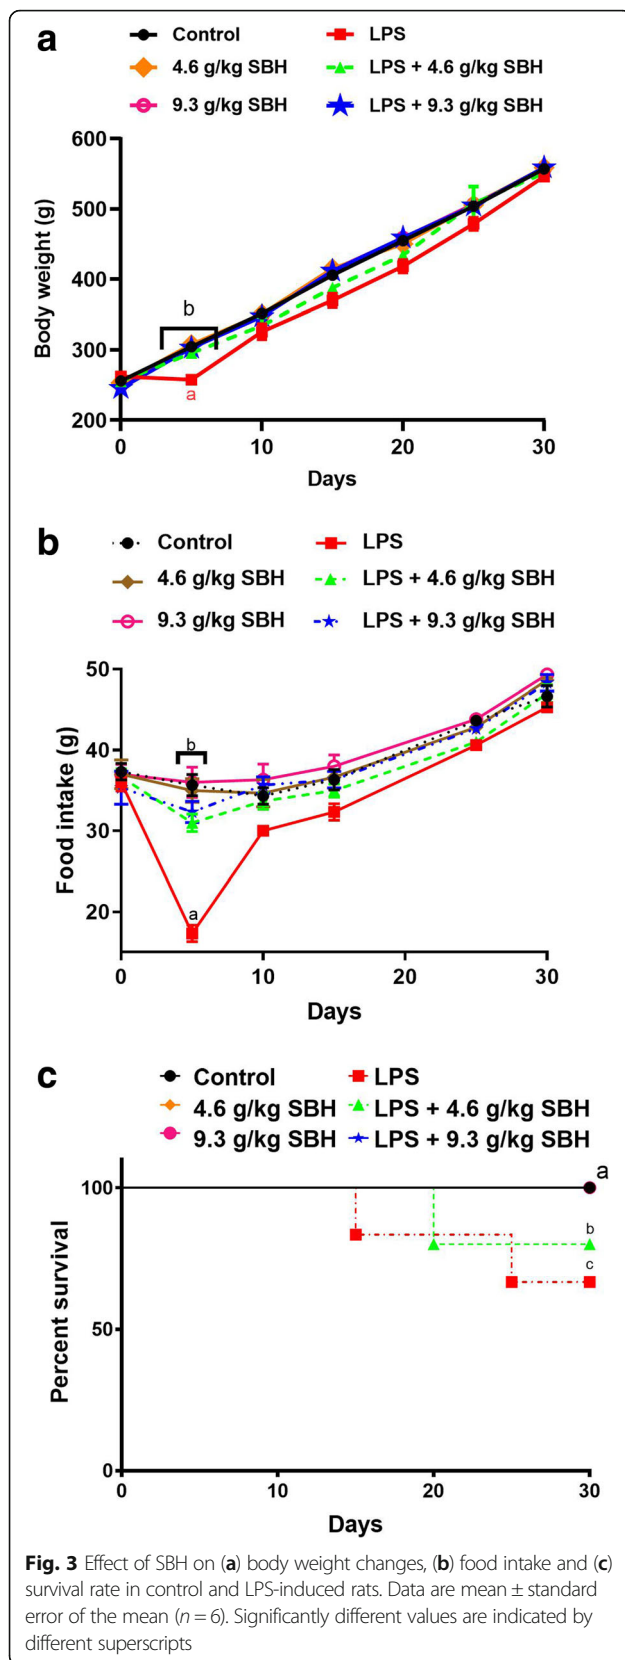 a
Control LPS
4.6 g/kg SBH LPS + 4.6 g/kg SBH
9.3 g/kg SBH LPS + 9.3 g/kg SBH
600
500
400
300
200
Body weight (g)
b
a
0 10 20 30
Days
b
Control LPS
4.6 g/kg SBH LPS + 4.6 g/kg SBH
9.3 g/kg SBH LPS + 9.3 g/kg SBH
50
40
30
20
Food intake (g)
b
a
0 10 20 30
Days
c
Control LPS
4.6 g/kg SBH LPS + 4.6 g/kg SBH
9.3 g/kg SBH LPS + 9.3 g/kg SBH
100
50
0
Percent survival
a
b
c
0 10 20 30
Days
Fig. 3 Effect of SBH on (a) body weight changes, (b) food intake and (c)
survival rate in control and LPS-induced rats. Data are mean ± standard
error of the mean (n = 6). Significantly different values are indicated by
different superscripts